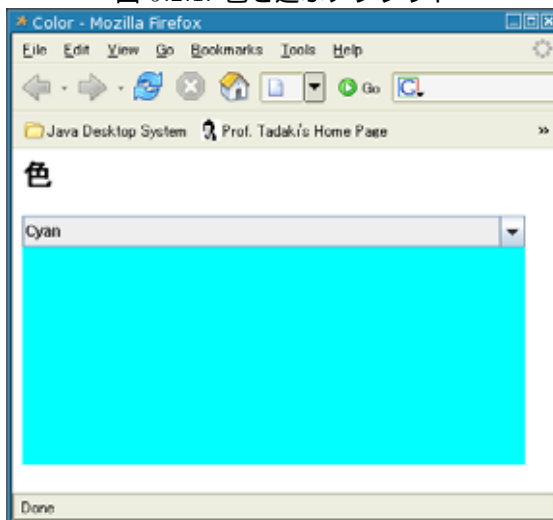 Color - Mozilla Firefox
File Edit View Go Bookmarks Tools Help
Go
Java Desktop System Prof. Tadaki's Home Page »
色
Cyan
Done